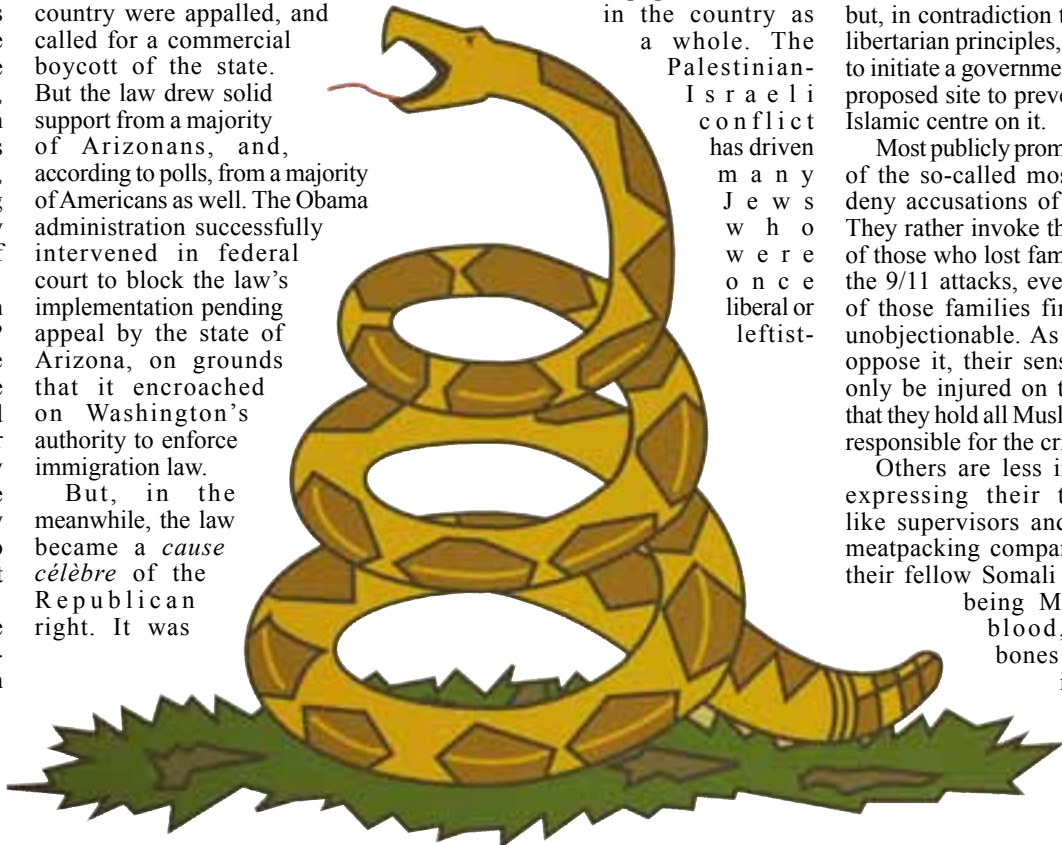 country were appalled, and
called for a commercial
boycott of the state.
But the law drew solid
support from a majority
of Arizonans, and,
according to polls, from a majority
of Americans as well. The Obama
administration successfully
intervened in federal
court to block the law's
implementation pending
appeal by the state of
Arizona, on grounds
that it encroached
on Washington's
authority to enforce
immigration law.
But, in the
meanwhile, the law
became a cause
célèbre of the
Republican
right. It was
in the country as
a whole. The
Palestinian-
Israeli
conflict
has driven
many
Jews
who
were
once
liberal or
leftist-
but, in contradiction t
libertarian principles,
to initiate a governme
proposed site to preve
Islamic centre on it.
Most publicly prom
of the so-called mos
deny accusations of
They rather invoke th
of those who lost fam
the 9/11 attacks, eve
of those families fin
unobjectionable. As
oppose it, their sens
only be injured on t
that they hold all Musl
responsible for the cri
Others are less i
expressing their t
like supervisors and
meatpacking compa
their fellow Somali
being M
blood,
bones